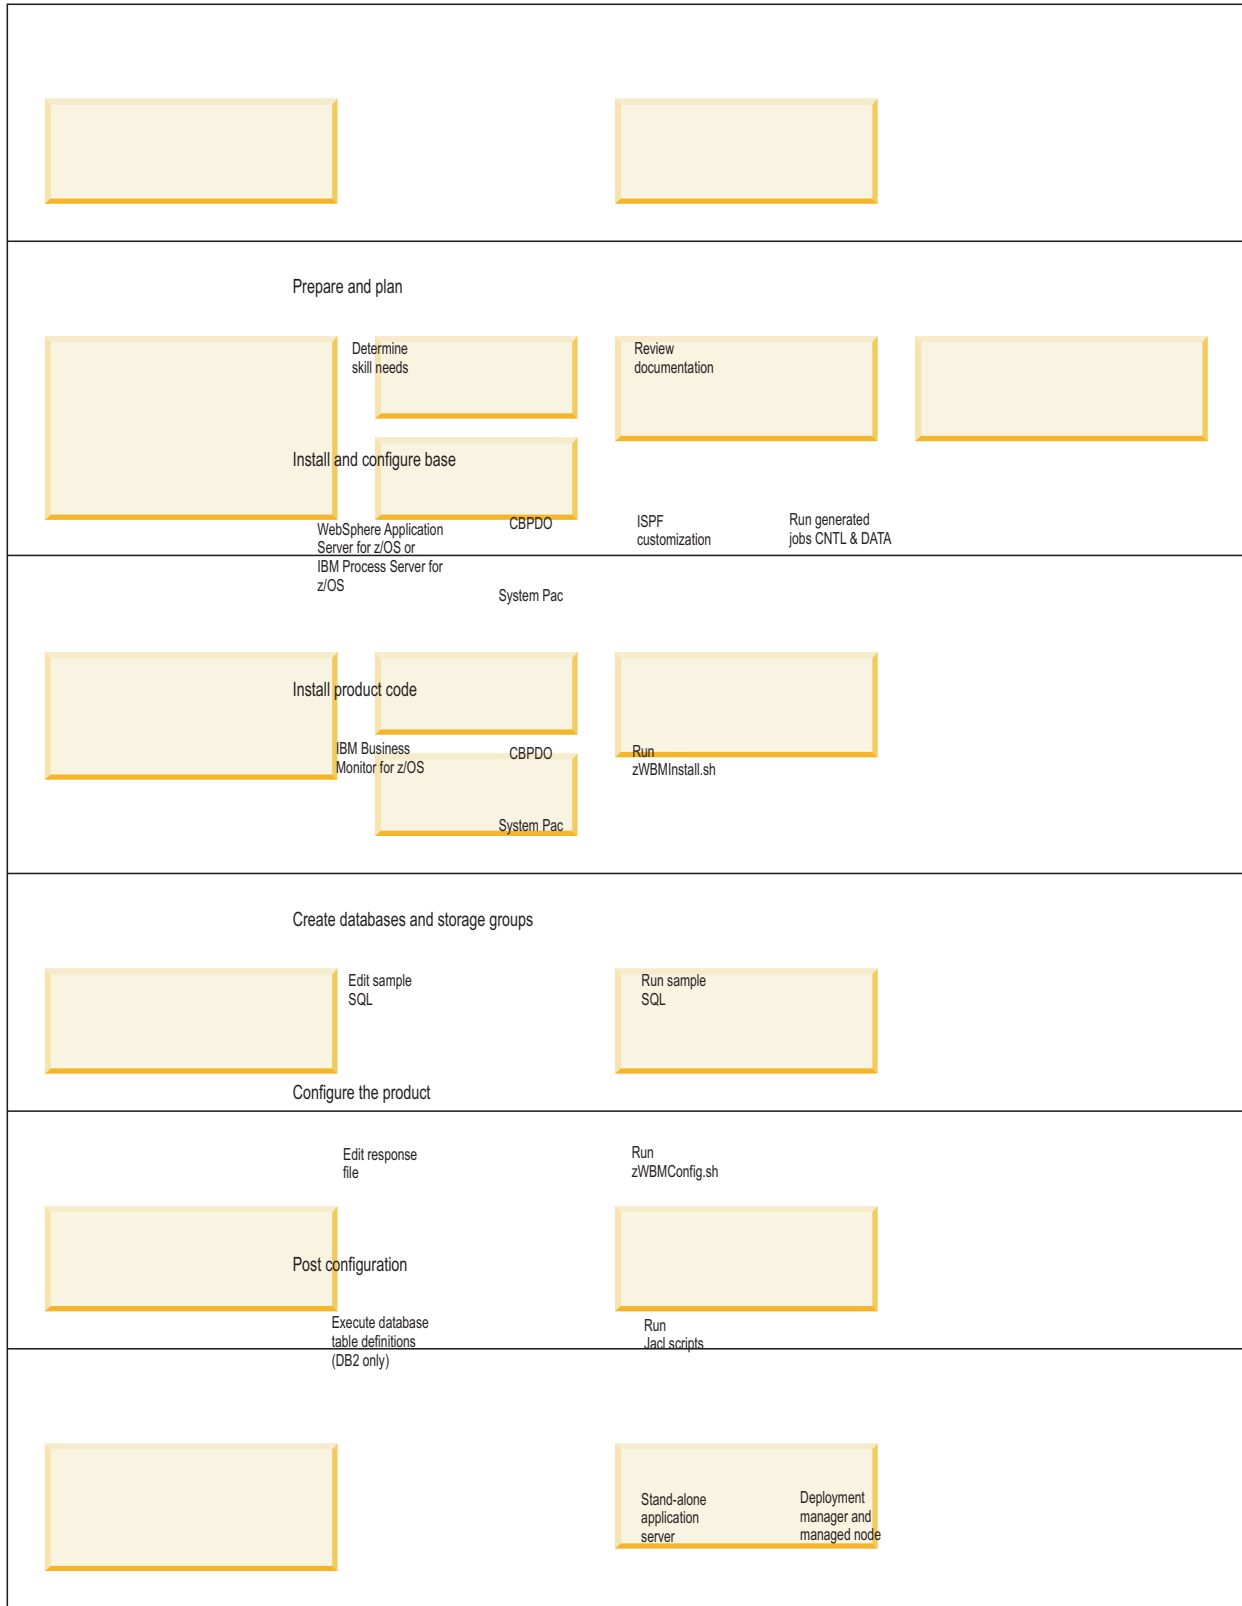 Prepare and plan
Determine
skill needs
Review
documentation
Install and configure base
WebSphere Application
Server for z/OS or
IBM Process Server for
z/OS
CBPDO
System Pac
ISPF
customization
Run generated
jobs CNTL & DATA
Install product code
IBM Business
Monitor for z/OS
CBPDO
System Pac
Run
zWBMInstall.sh
Create databases and storage groups
Edit sample
SQL
Run sample
SQL
Configure the product
Edit response
file
Run
zWBMConfig.sh
Post configuration
Execute database
table definitions
(DB2 only)
Run
Jacl scripts
Stand-alone
application
server
Deployment
manager and
managed node